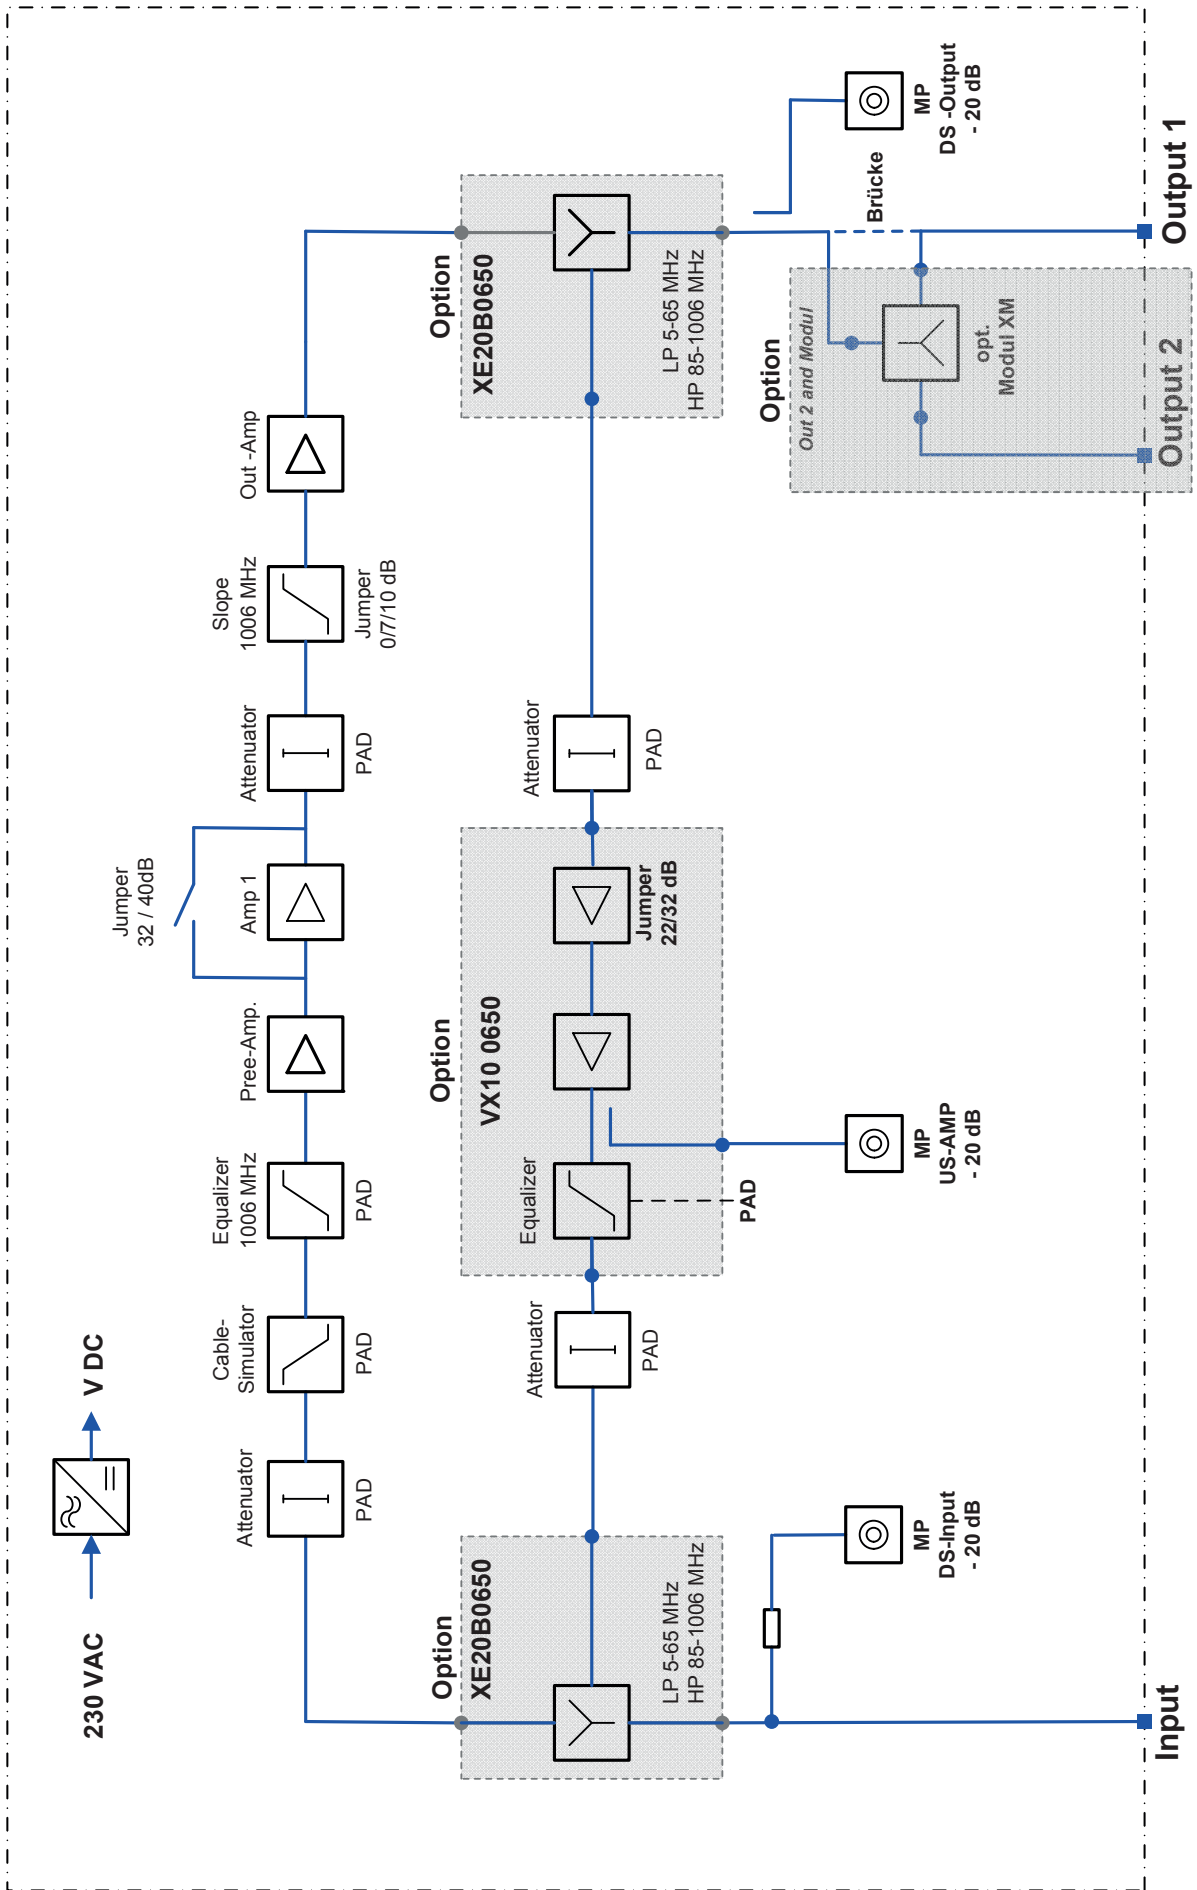 230 VAC
V DC
Attenuator
PAD
Cable-
Simulator
PAD
Equalizer
1006 MHz
PAD
Pree-Amp.
Jumper
32 / 40dB
Amp 1
Attenuator
PAD
Slope
1006 MHz
Jumper
0/7/10 dB
Out -Amp
Option
XE20B0650
LP 5-65 MHz
HP 85-1006 MHz
Attenuator
PAD
Option
VX10 0650
Equalizer
PAD
Jumper
22/32 dB
Attenuator
PAD
Option
XE20B0650
LP 5-65 MHz
HP 85-1006 MHz
MP
DS-Input
- 20 dB
MP
US-AMP
- 20 dB
Option
Out 2 and Modul
opt.
Modul XM
Brücke
MP
DS -Output
- 20 dB
Input
Output 2
Output 1